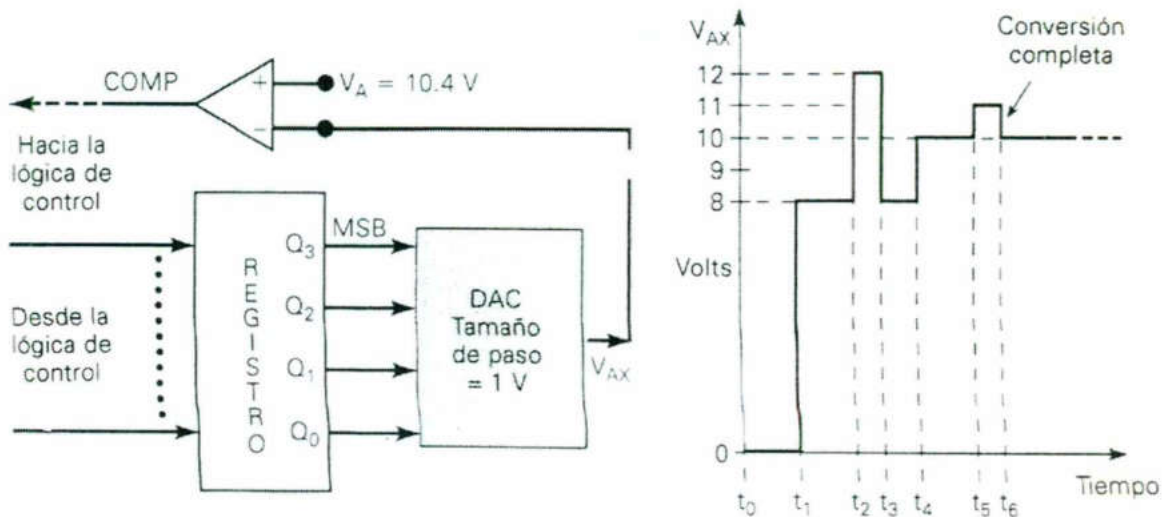 COMP
V_A = 10.4 V
+
−
Hacia la
lógica de
control
Desde la
lógica de
control
REGISTRO
Q₃
Q₂
Q₁
Q₀
MSB
DAC
Tamaño
de paso
= 1 V
V_AX
V_AX
Conversión
completa
12
11
10
9
8
Volts
0
t₀ t₁ t₂ t₃ t₄ t₅ t₆
Tiempo